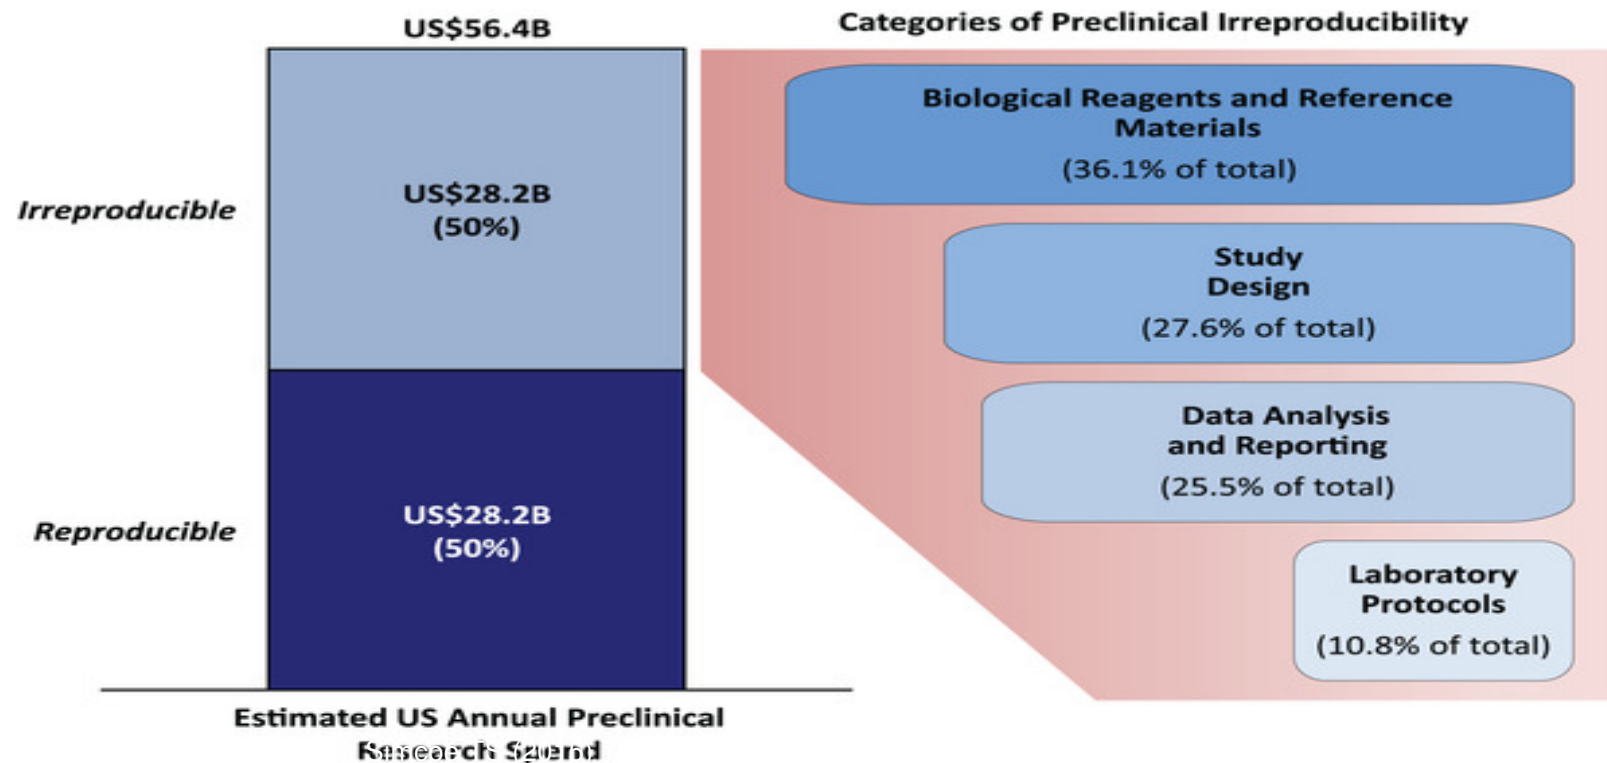 US$56.4B
Categories of Preclinical Irreproducibility
Biological Reagents and Reference
Materials
(36.1% of total)
Irreproducible
US$28.2B
(50%)
Study
Design
(27.6% of total)
Data Analysis
and Reporting
(25.5% of total)
Reproducible
US$28.2B
(50%)
Laboratory
Protocols
(10.8% of total)
Estimated US Annual Preclinical
Research Spend